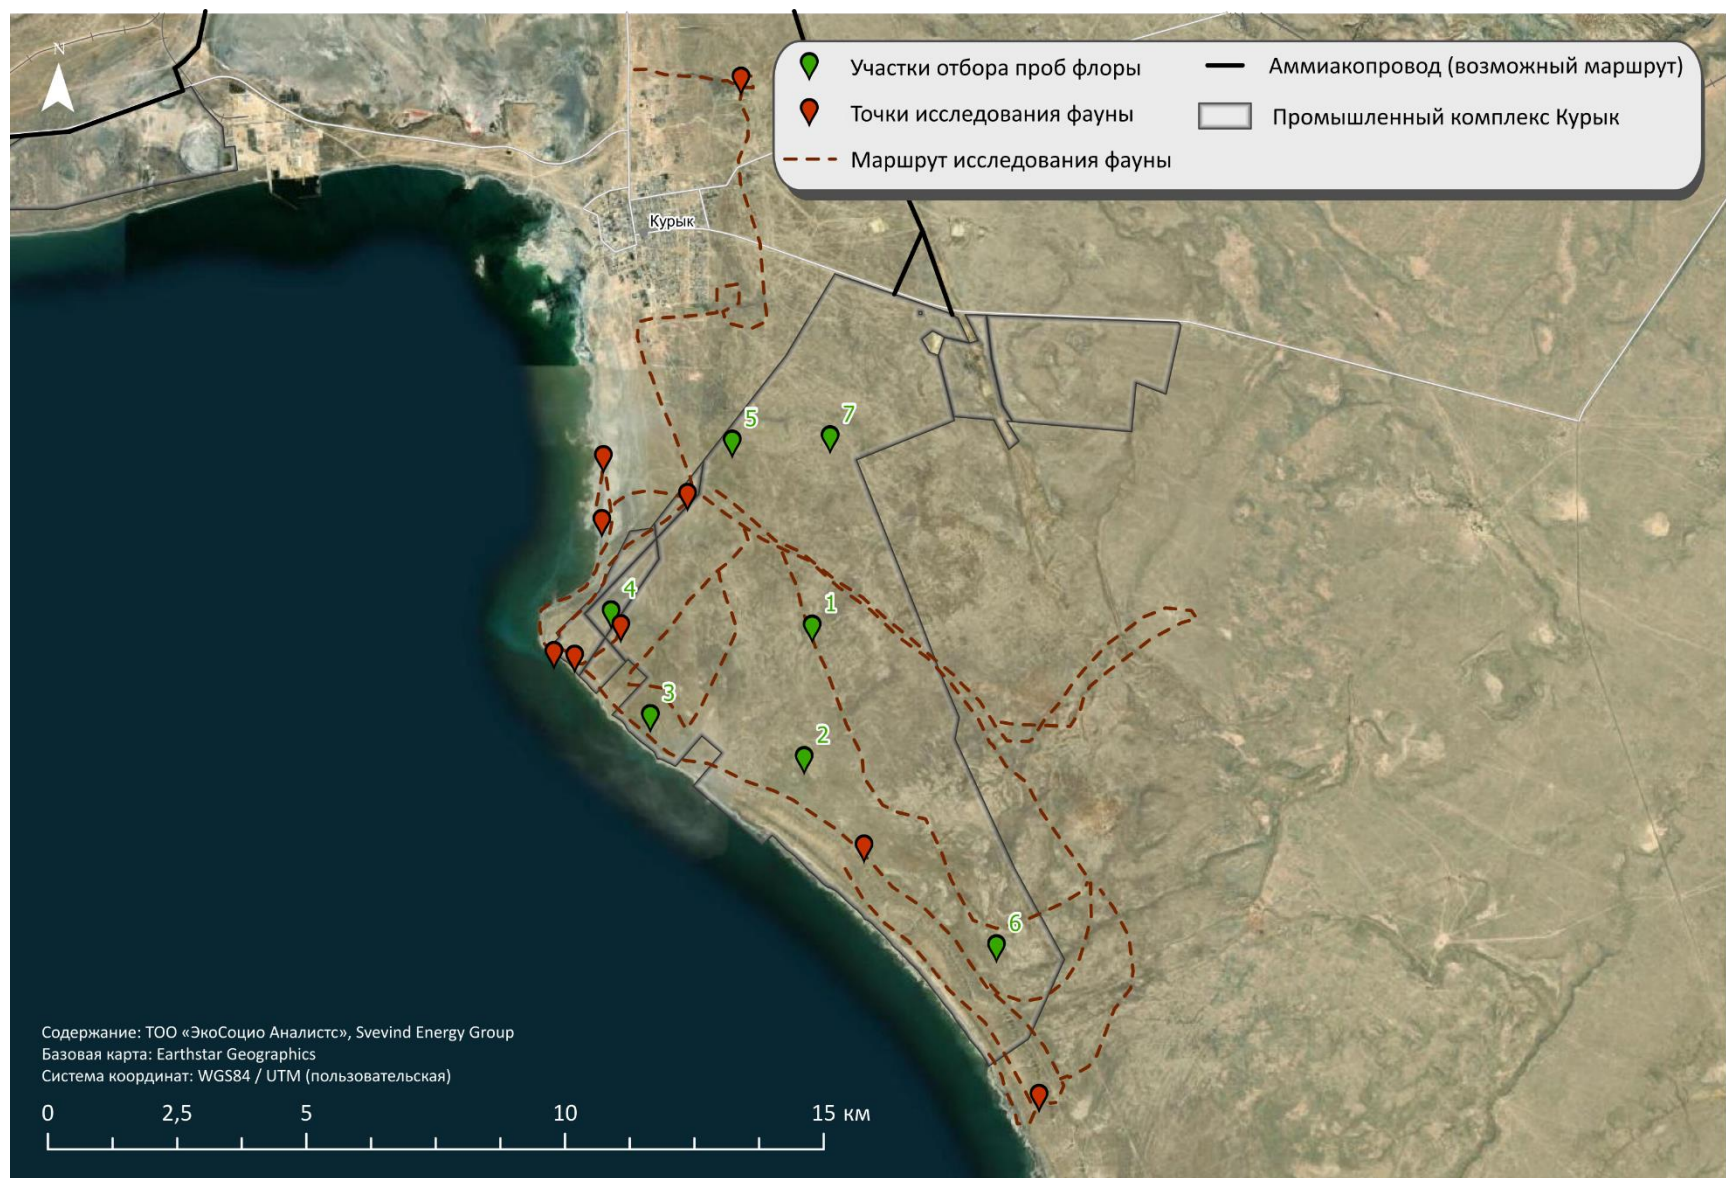 N
Участки отбора проб флоры
Аммиакопровод (возможный маршрут)
Точки исследования фауны
Промышленный комплекс Курык
Маршрут исследования фауны
Курык
5
7
4
1
3
2
6
Содержание: ТОО «ЭкоСоцио Аналистс», Svevind Energy Group
Базовая карта: Earthstar Geographics
Система координат: WGS84 / UTM (пользовательская)
0 2,5 5 10 15 км